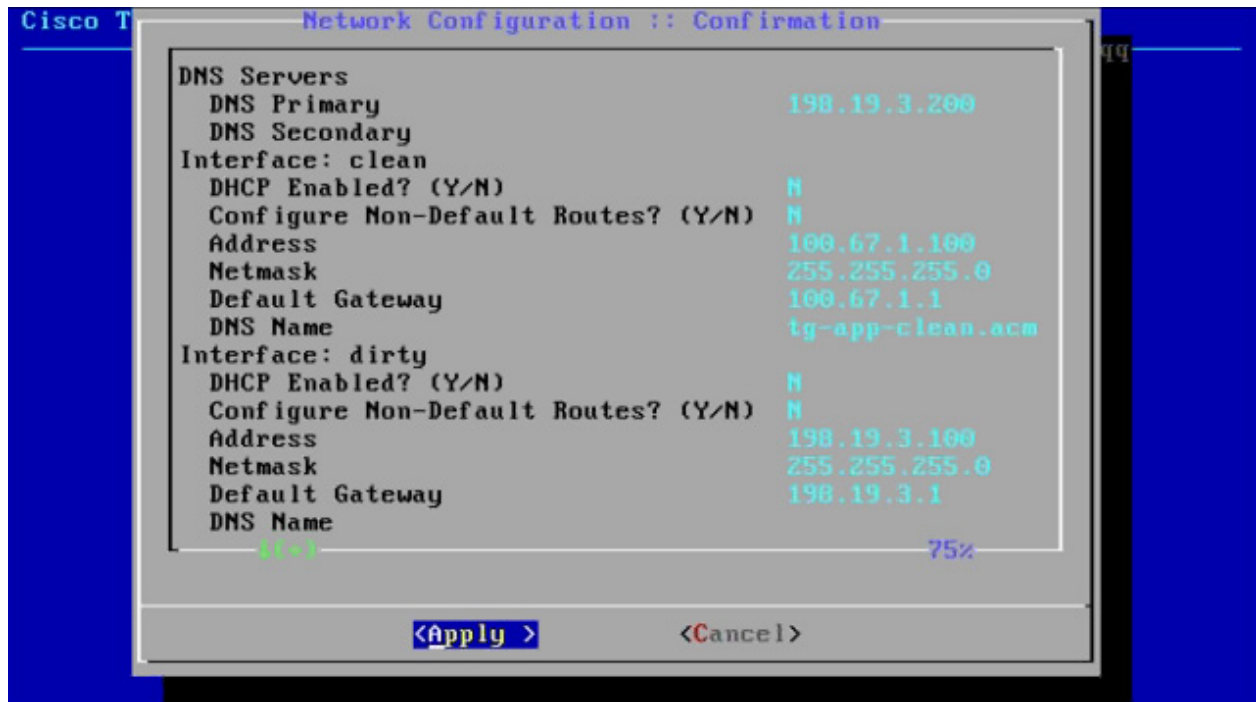 Cisco T
Network Configuration :: Confirmation
qq
DNS Servers
DNS Primary 198.19.3.200
DNS Secondary
Interface: clean
DHCP Enabled? (Y/N) N
Configure Non-Default Routes? (Y/N) N
Address 100.67.1.100
Netmask 255.255.255.0
Default Gateway 100.67.1.1
DNS Name tg-app-clean.acm
Interface: dirty
DHCP Enabled? (Y/N) N
Configure Non-Default Routes? (Y/N) N
Address 198.19.3.100
Netmask 255.255.255.0
Default Gateway 198.19.3.1
DNS Name
↓(+) 75%
<Apply > <Cancel>